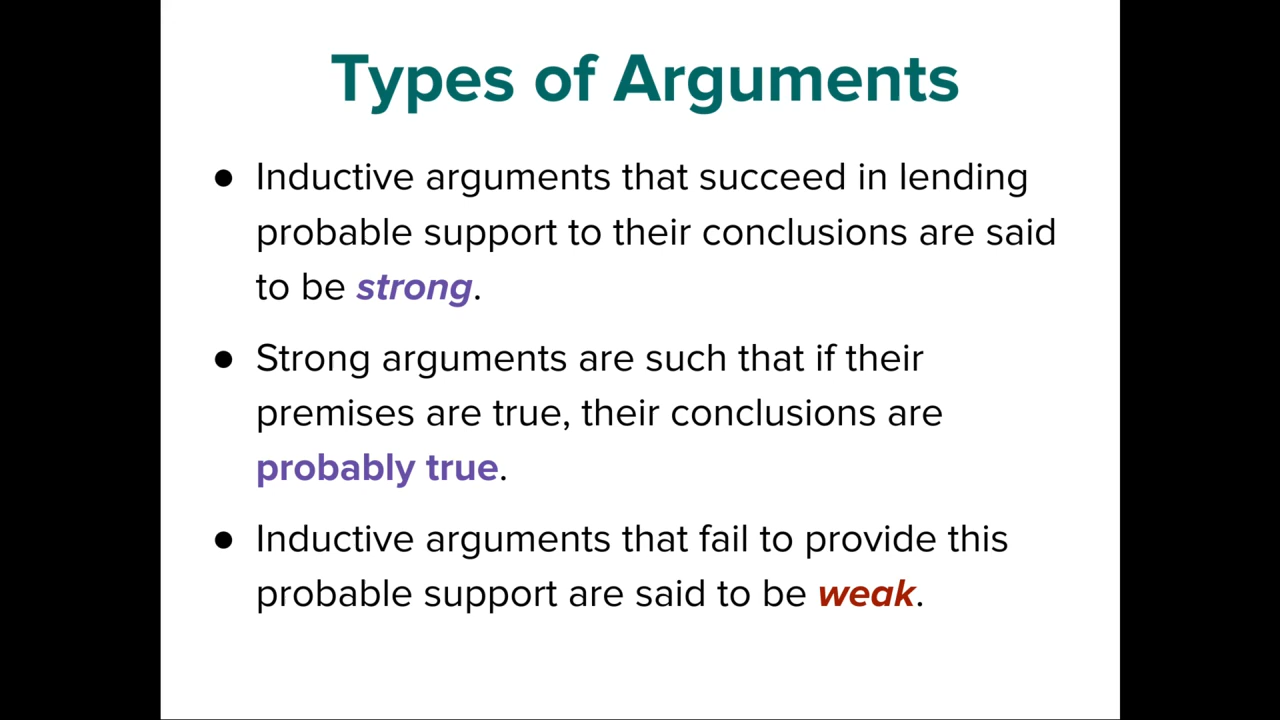 Types of Arguments
● Inductive arguments that succeed in lending
probable support to their conclusions are said
to be strong.
● Strong arguments are such that if their
premises are true, their conclusions are
probably true.
● Inductive arguments that fail to provide this
probable support are said to be weak.